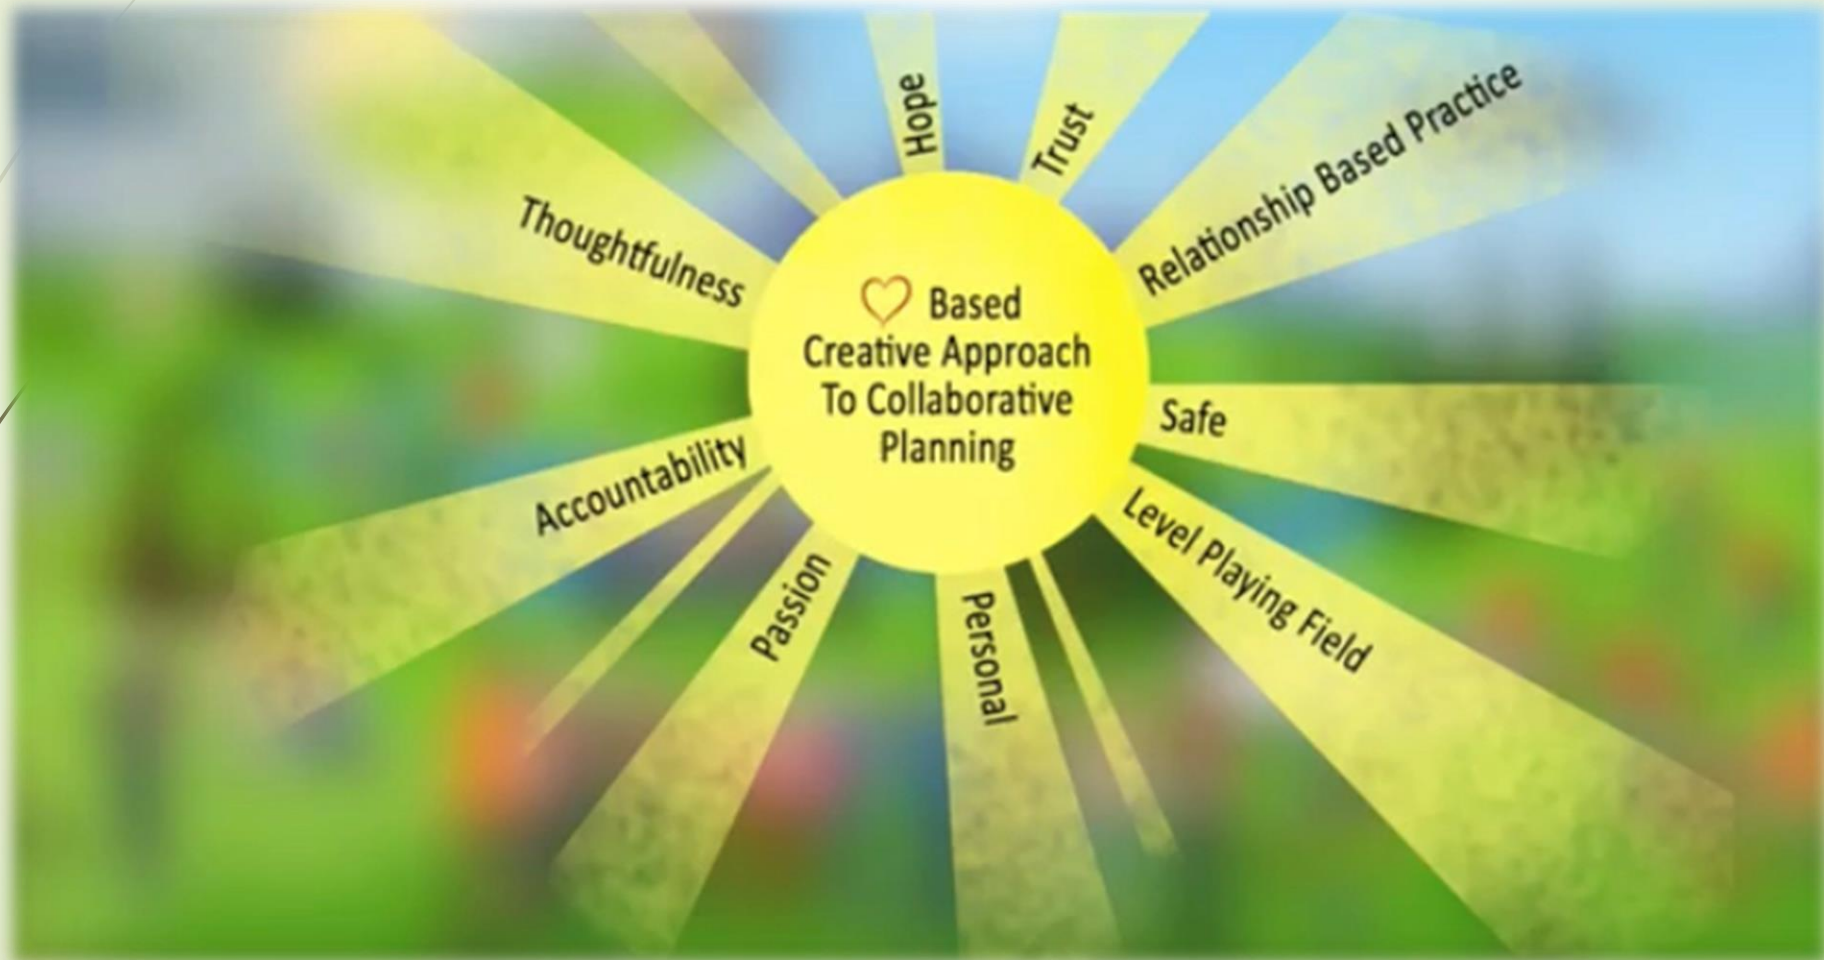 Based
Creative Approach
To Collaborative
Planning
Hope
Trust
Relationship Based Practice
Safe
Level Playing Field
Personal
Passion
Accountability
Thoughtfulness